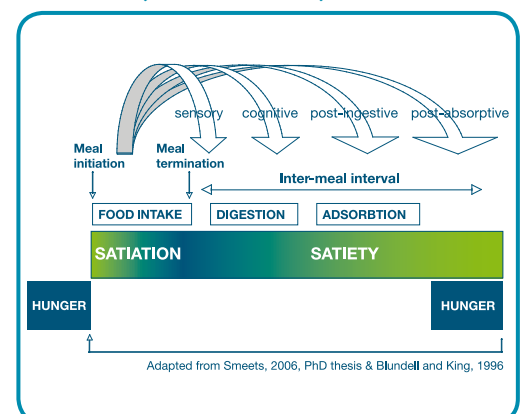 sensory cognitive post-ingestive post-absorptive
Meal initiation
Meal termination
Inter-meal interval
FOOD INTAKE DIGESTION ADSORBTION
SATIATION SATIETY
HUNGER HUNGER
Adapted from Smeets, 2006, PhD thesis & Blundell and King, 1996